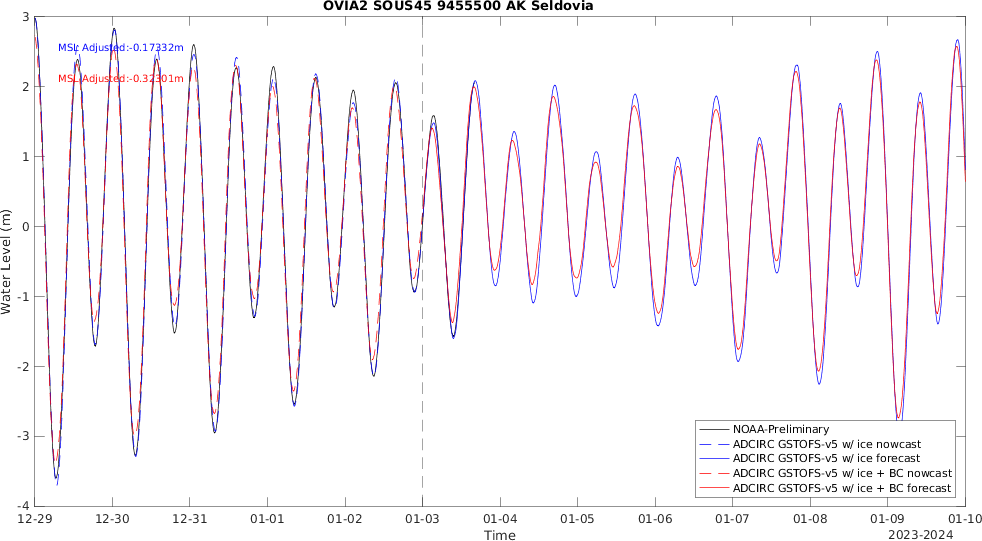 OVIA2 SOUS45 9455500 AK Seldovia
MSL Adjusted:-0.17332m
MSL Adjusted:-0.32301m
3
2
1
0
-1
-2
-3
-4
Water Level (m)
NOAA-Preliminary
ADCIRC GSTOFS-v5 w/ ice nowcast
ADCIRC GSTOFS-v5 w/ ice forecast
ADCIRC GSTOFS-v5 w/ ice + BC nowcast
ADCIRC GSTOFS-v5 w/ ice + BC forecast
12-29 12-30 12-31 01-01 01-02 01-03 01-04 01-05 01-06 01-07 01-08 01-09 01-10
Time
2023-2024